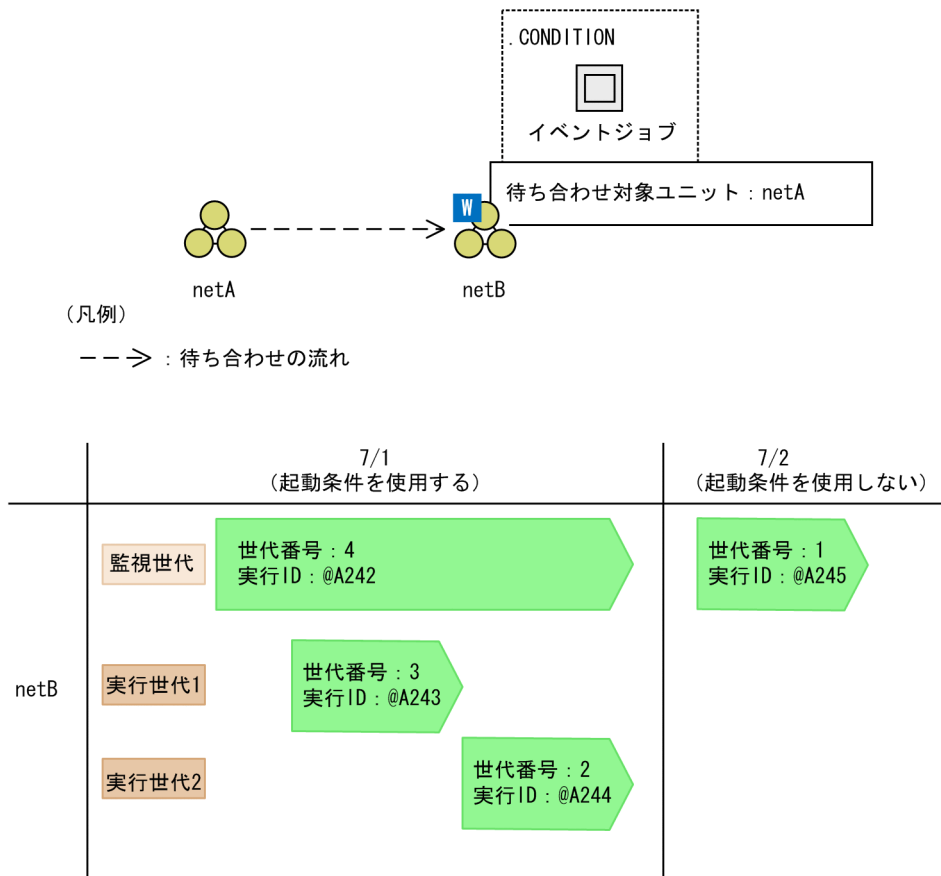 .CONDITION
イベントジョブ
待ち合わせ対象ユニット：netA
W
netA
netB
（凡例）
：待ち合わせの流れ
7/1
（起動条件を使用する）
7/2
（起動条件を使用しない）
監視世代
世代番号：4
実行ID：@A242
世代番号：1
実行ID：@A245
netB
実行世代1
世代番号：3
実行ID：@A243
実行世代2
世代番号：2
実行ID：@A244